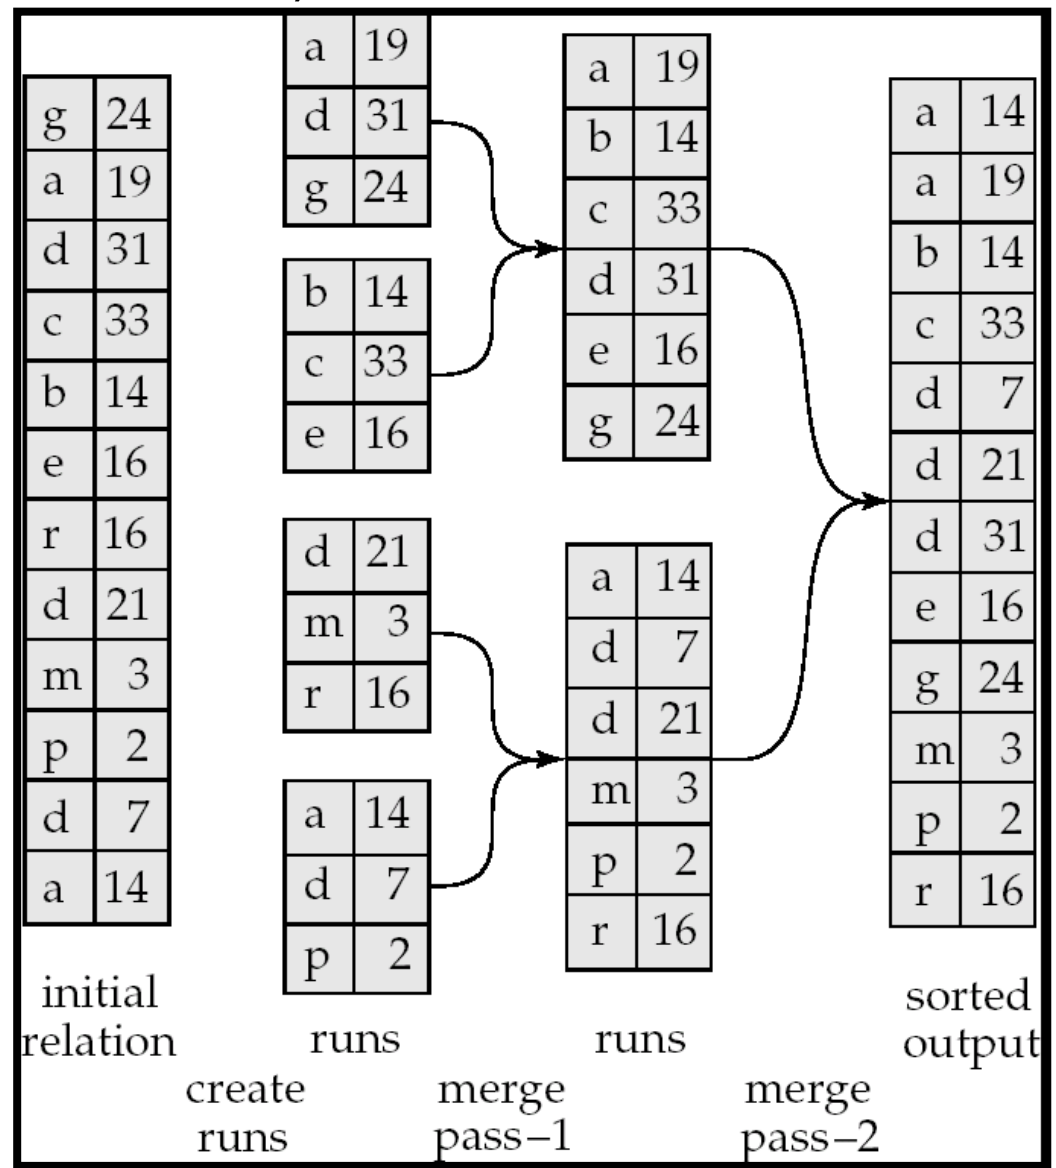 g 24
a 19
d 31
c 33
b 14
e 16
r 16
d 21
m 3
p 2
d 7
a 14
initial
relation
create
runs
a 19
d 31
g 24
b 14
c 33
e 16
d 21
m 3
r 16
a 14
d 7
p 2
runs
merge
pass–1
a 19
b 14
c 33
d 31
e 16
g 24
a 14
d 7
d 21
m 3
p 2
r 16
runs
merge
pass–2
a 14
a 19
b 14
c 33
d 7
d 21
d 31
e 16
g 24
m 3
p 2
r 16
sorted
output